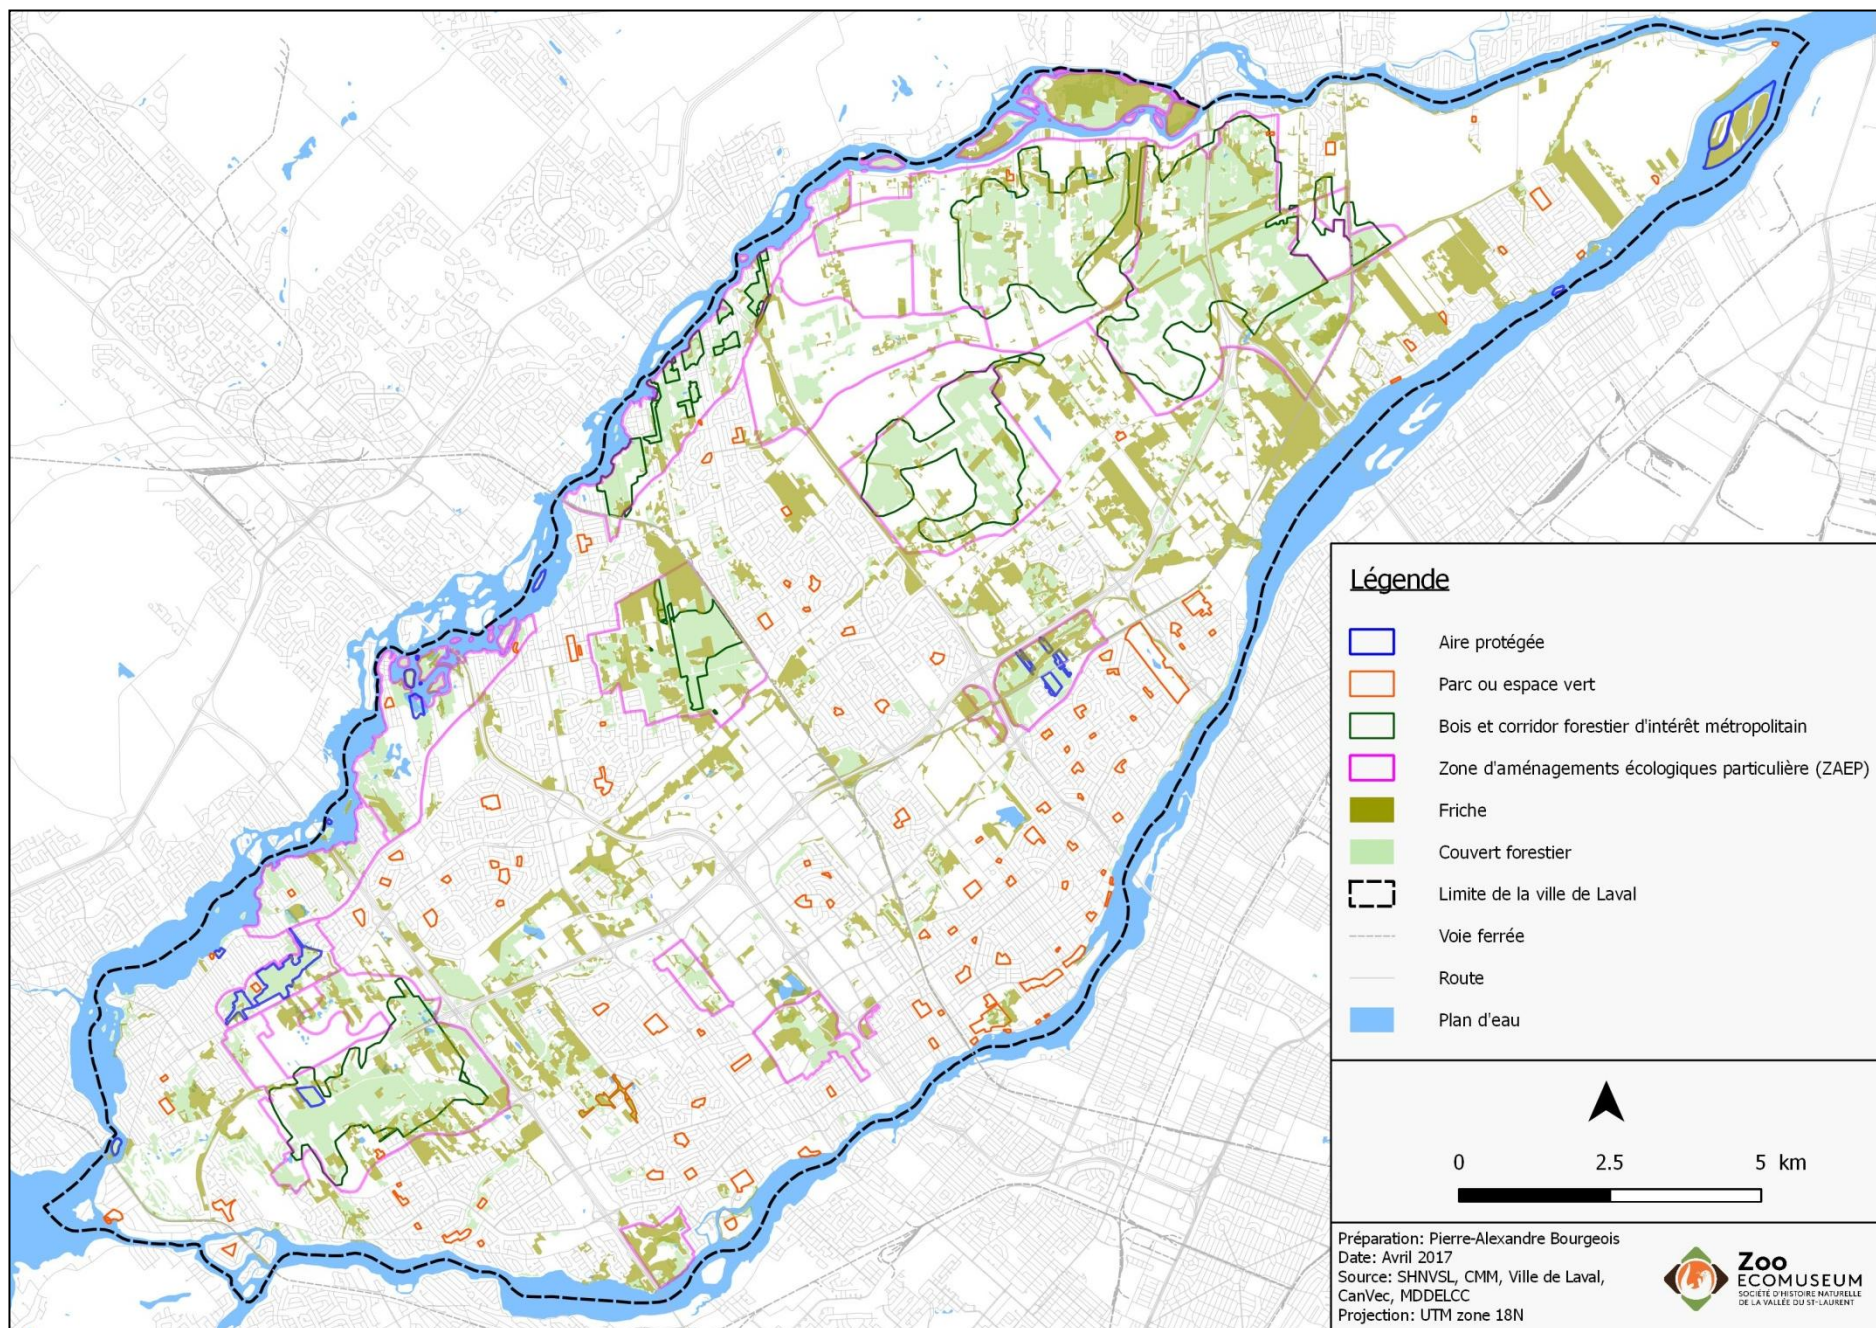 Légende
Aire protégée
Parc ou espace vert
Bois et corridor forestier d'intérêt métropolitain
Zone d'aménagements écologiques particulière (ZAEP)
Friche
Couvert forestier
Limite de la ville de Laval
Voie ferrée
Route
Plan d'eau
0 2.5 5 km
Préparation: Pierre-Alexandre Bourgeois
Date: Avril 2017
Source: SHNVSL, CMM, Ville de Laval,
CanVec, MDDELCC
Projection: UTM zone 18N
Zoo
ECOMUSEUM
SOCIÉTÉ D'HISTOIRE NATURELLE
DE LA VALLÉE DU ST-LAURENT